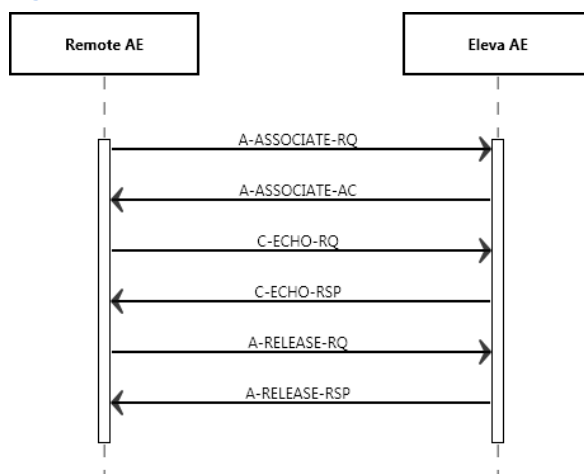 Remote AE
Eleva AE
A-ASSOCIATE-RQ
A-ASSOCIATE-AC
C-ECHO-RQ
C-ECHO-RSP
A-RELEASE-RQ
A-RELEASE-RSP